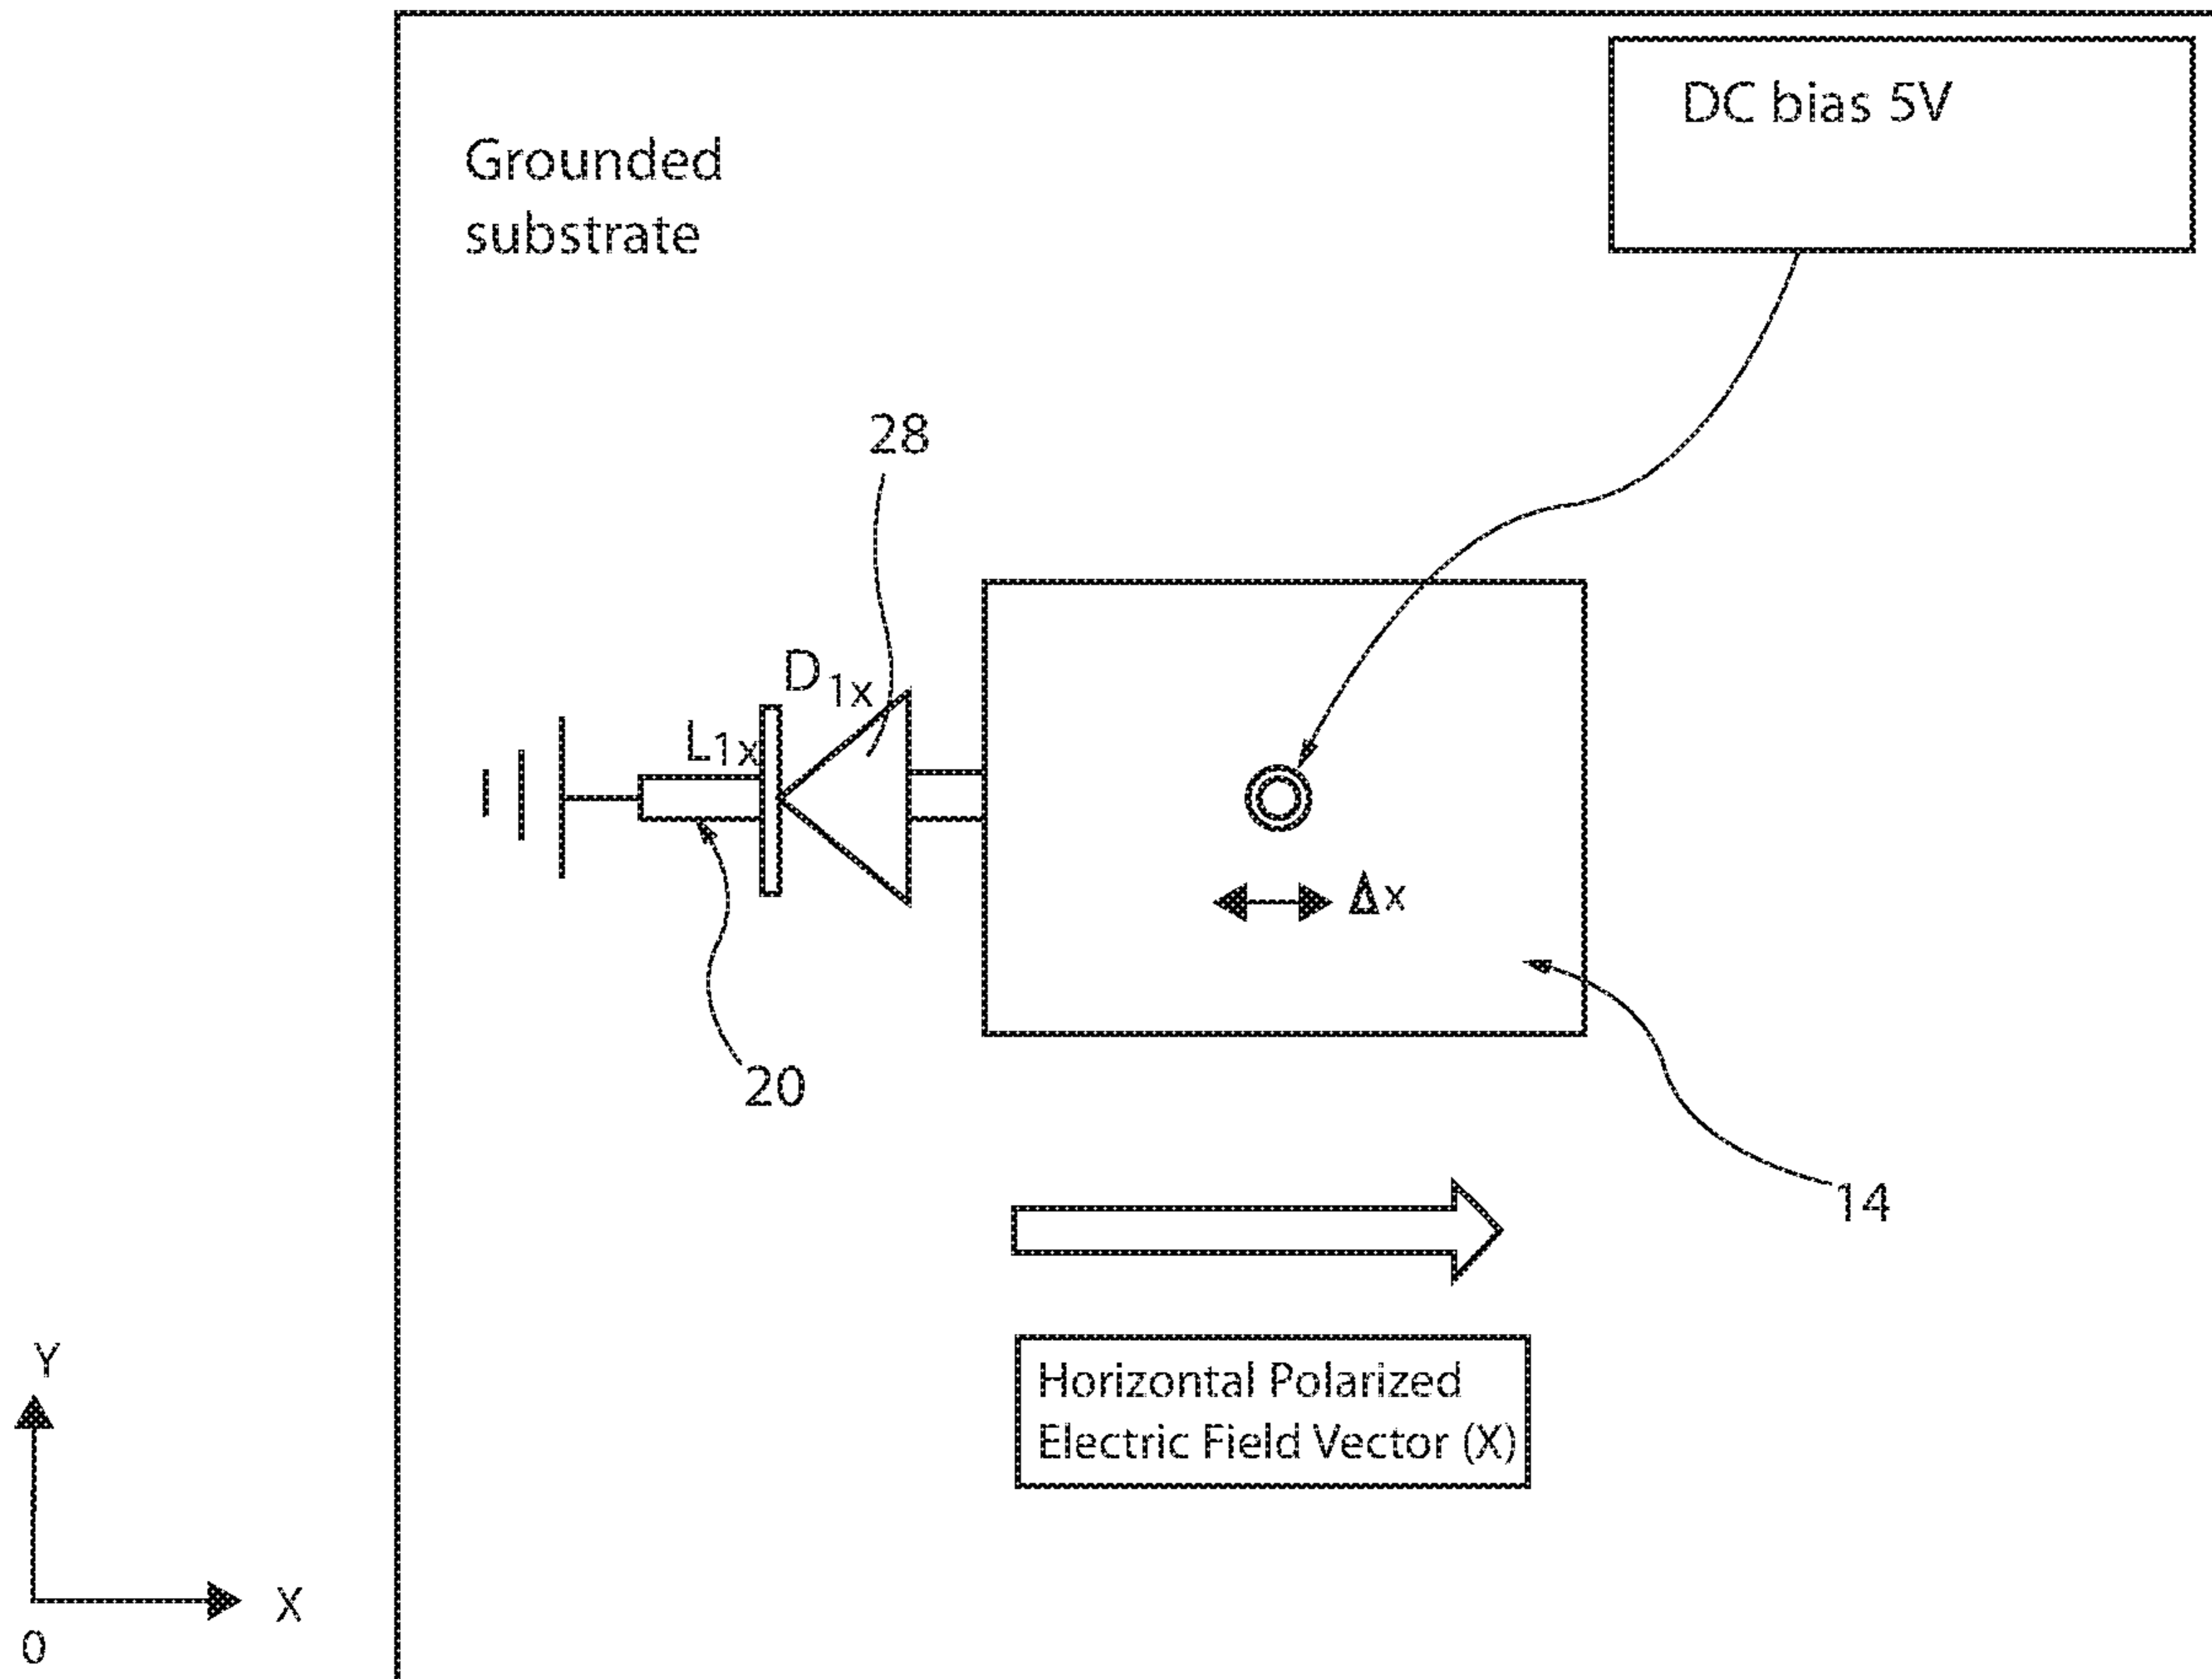 DC bias 5V
Grounded
substrate
28
D1x
L1x
Δx
20
14
Horizontal Polarized
Electric Field Vector (X)
Y
X
0